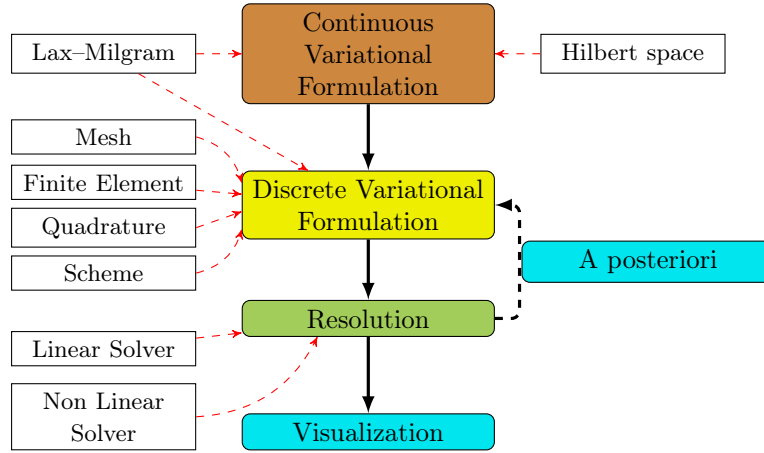 Continuous
Variational
Formulation
Lax–Milgram
Hilbert space
Mesh
Finite Element
Quadrature
Scheme
Discrete Variational
Formulation
A posteriori
Resolution
Linear Solver
Non Linear
Solver
Visualization